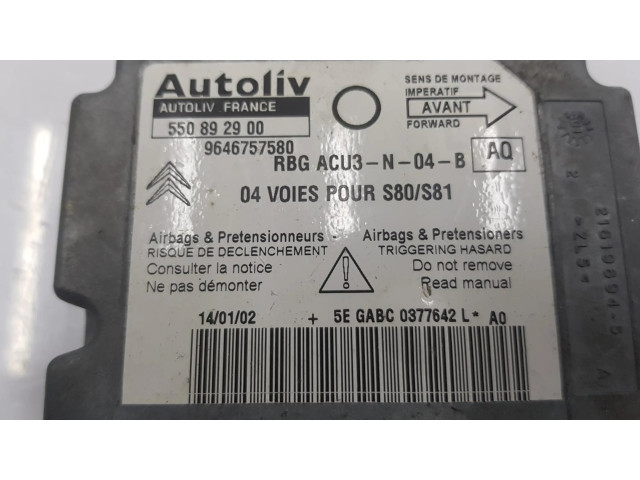 Autoliv
AUTOLIV FRANCE
550 89 29 00
9646757580
SENS DE MONTAGE
IMPERATIF
AVANT
FORWARD
RBG ACU3-N-04-B AQ
04 VOIES POUR S80/S81
Airbags & Pretensionneurs - Airbags & Pretensioners
RISQUE DE DECLENCHEMENT
TRIGGERING HASARD
Consulter la notice
Do not remove
Ne pas démonter
Read manual
14/01/02 + 5E GABC 0377642 L* A0